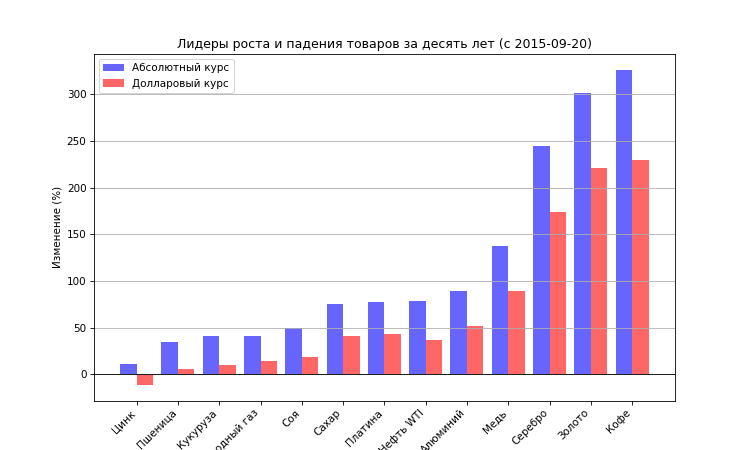 Лидеры роста и падения товаров за десять лет (с 2015-09-20)
Абсолютный курс
Долларовый курс
Изменение (%)
300
250
200
150
100
50
0
Цинк
Пшеница
Кукуруза
одный газ
Соя
Сахар
Платина
Нефть WTI
Алюминий
Медь
Серебро
Золото
Кофе